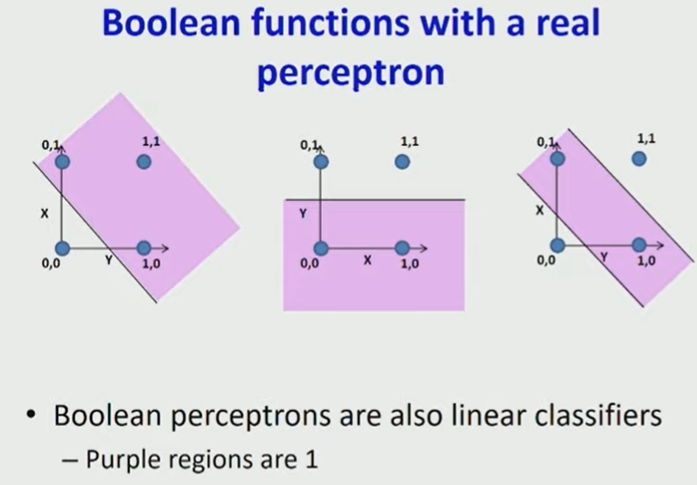 Boolean functions with a real
perceptron
0,1 1,1
X
0,0 Y 1,0
0,1 1,1
Y
0,0 X 1,0
0,1 1,1
X
0,0 Y 1,0
• Boolean perceptrons are also linear classifiers
– Purple regions are 1